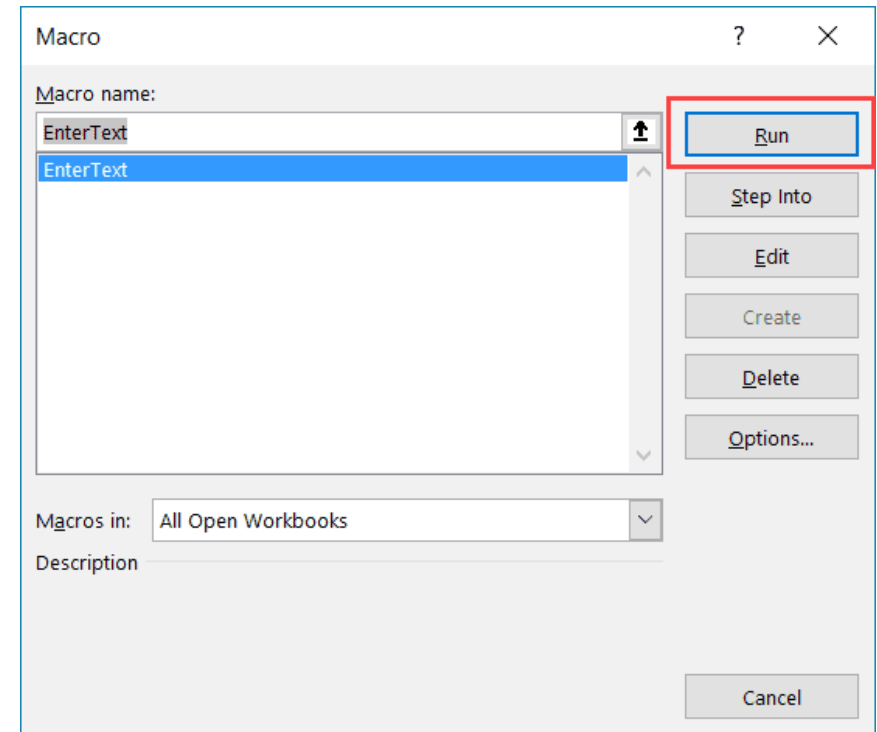 Macro
?
Macro name:
EnterText
Run
EnterText
Step Into
Edit
Create
Delete
Options...
Macros in: All Open Workbooks
Description
Cancel